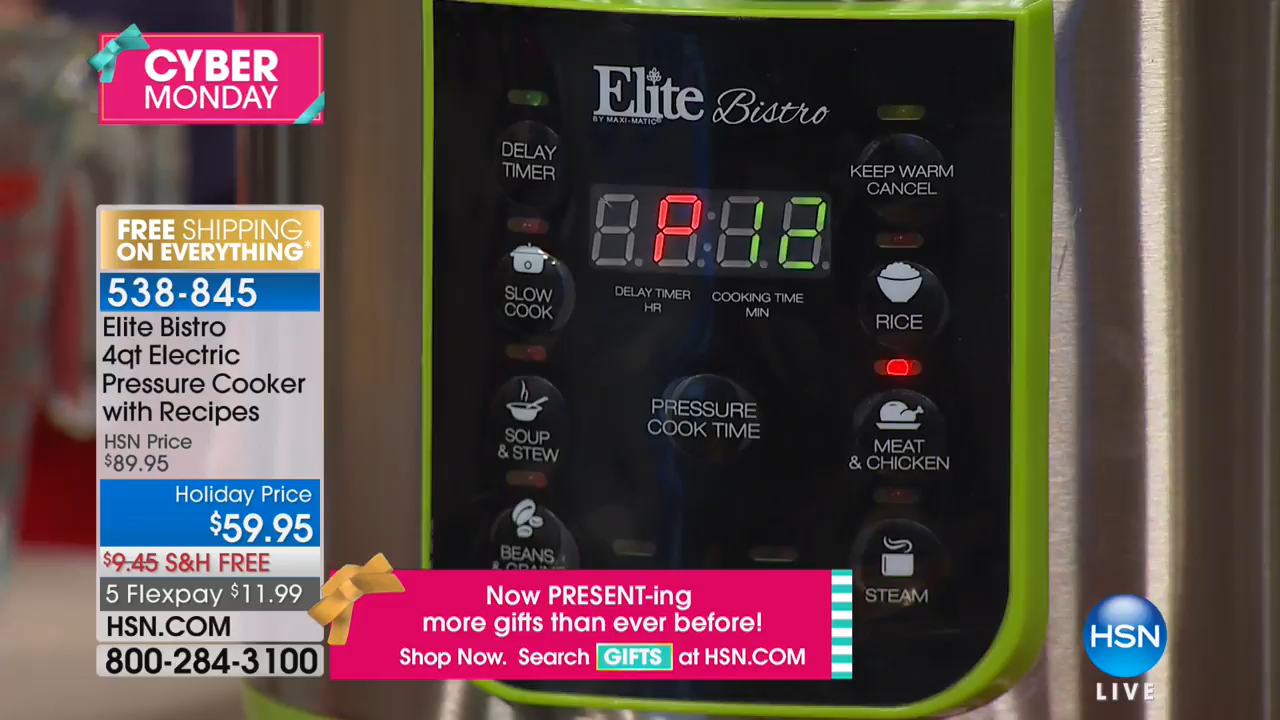 CYBER
MONDAY
FREE SHIPPING
ON EVERYTHING*
538-845
Elite Bistro
4qt Electric
Pressure Cooker
with Recipes
HSN Price
$89.95
Holiday Price
$59.95
$9.45 S&H FREE
5 Flexpay $11.99
HSN.COM
800-284-3100
Elite Bistro
BY MAXI-MATIC®
DELAY
TIMER
KEEP WARM
CANCEL
P:12
DELAY TIMER
HR
COOKING TIME
MIN
SLOW
COOK
RICE
PRESSURE
COOK TIME
SOUP
& STEW
MEAT
& CHICKEN
BEANS
STEAM
Now PRESENT-ing
more gifts than ever before!
Shop Now. Search GIFTS at HSN.COM
HSN
LIVE